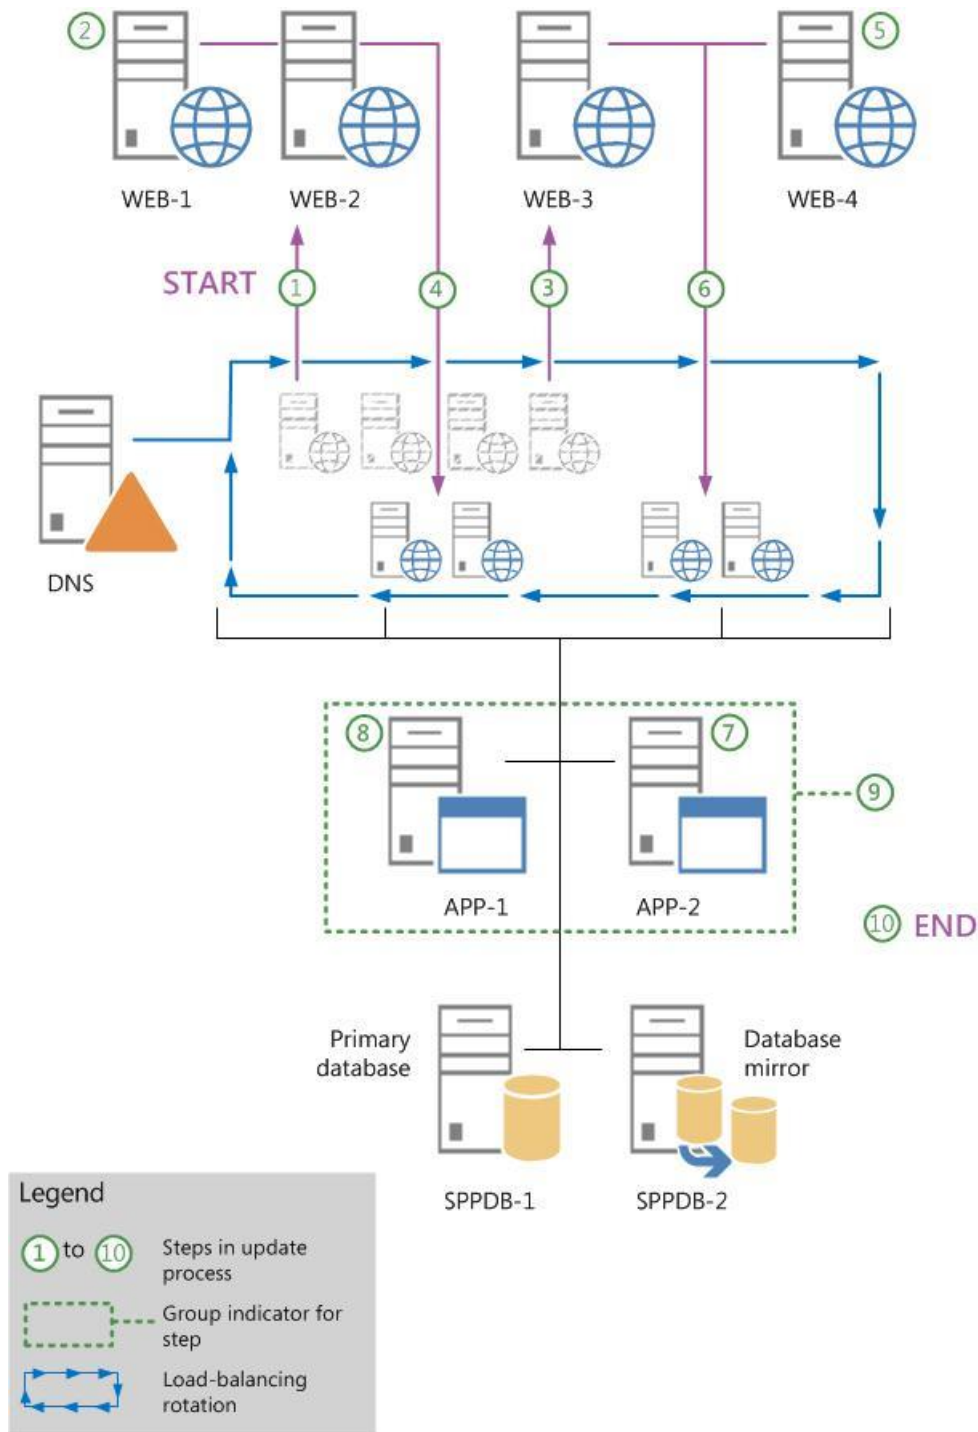 2
5
WEB-1
WEB-2
WEB-3
WEB-4
START
1
4
3
6
DNS
8
7
9
APP-1
APP-2
10
END
Primary
database
Database
mirror
SPPDB-1
SPPDB-2
Legend
1 to 10
Steps in update
process
Group indicator for
step
Load-balancing
rotation